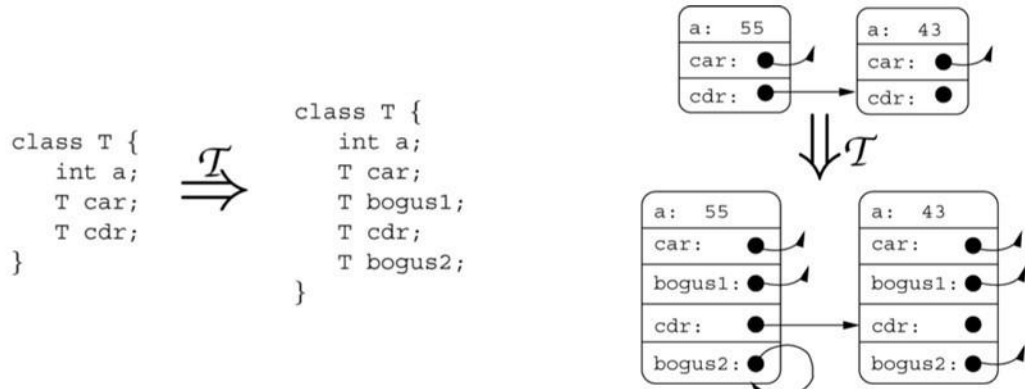 class T {
int a;
T car;
T cdr;
}
𝒯
class T {
int a;
T car;
T bogus1;
T cdr;
T bogus2;
}
a: 55
car:
cdr:
a: 43
car:
cdr:
𝒯
a: 55
car:
bogus1:
cdr:
bogus2:
a: 43
car:
bogus1:
cdr:
bogus2: